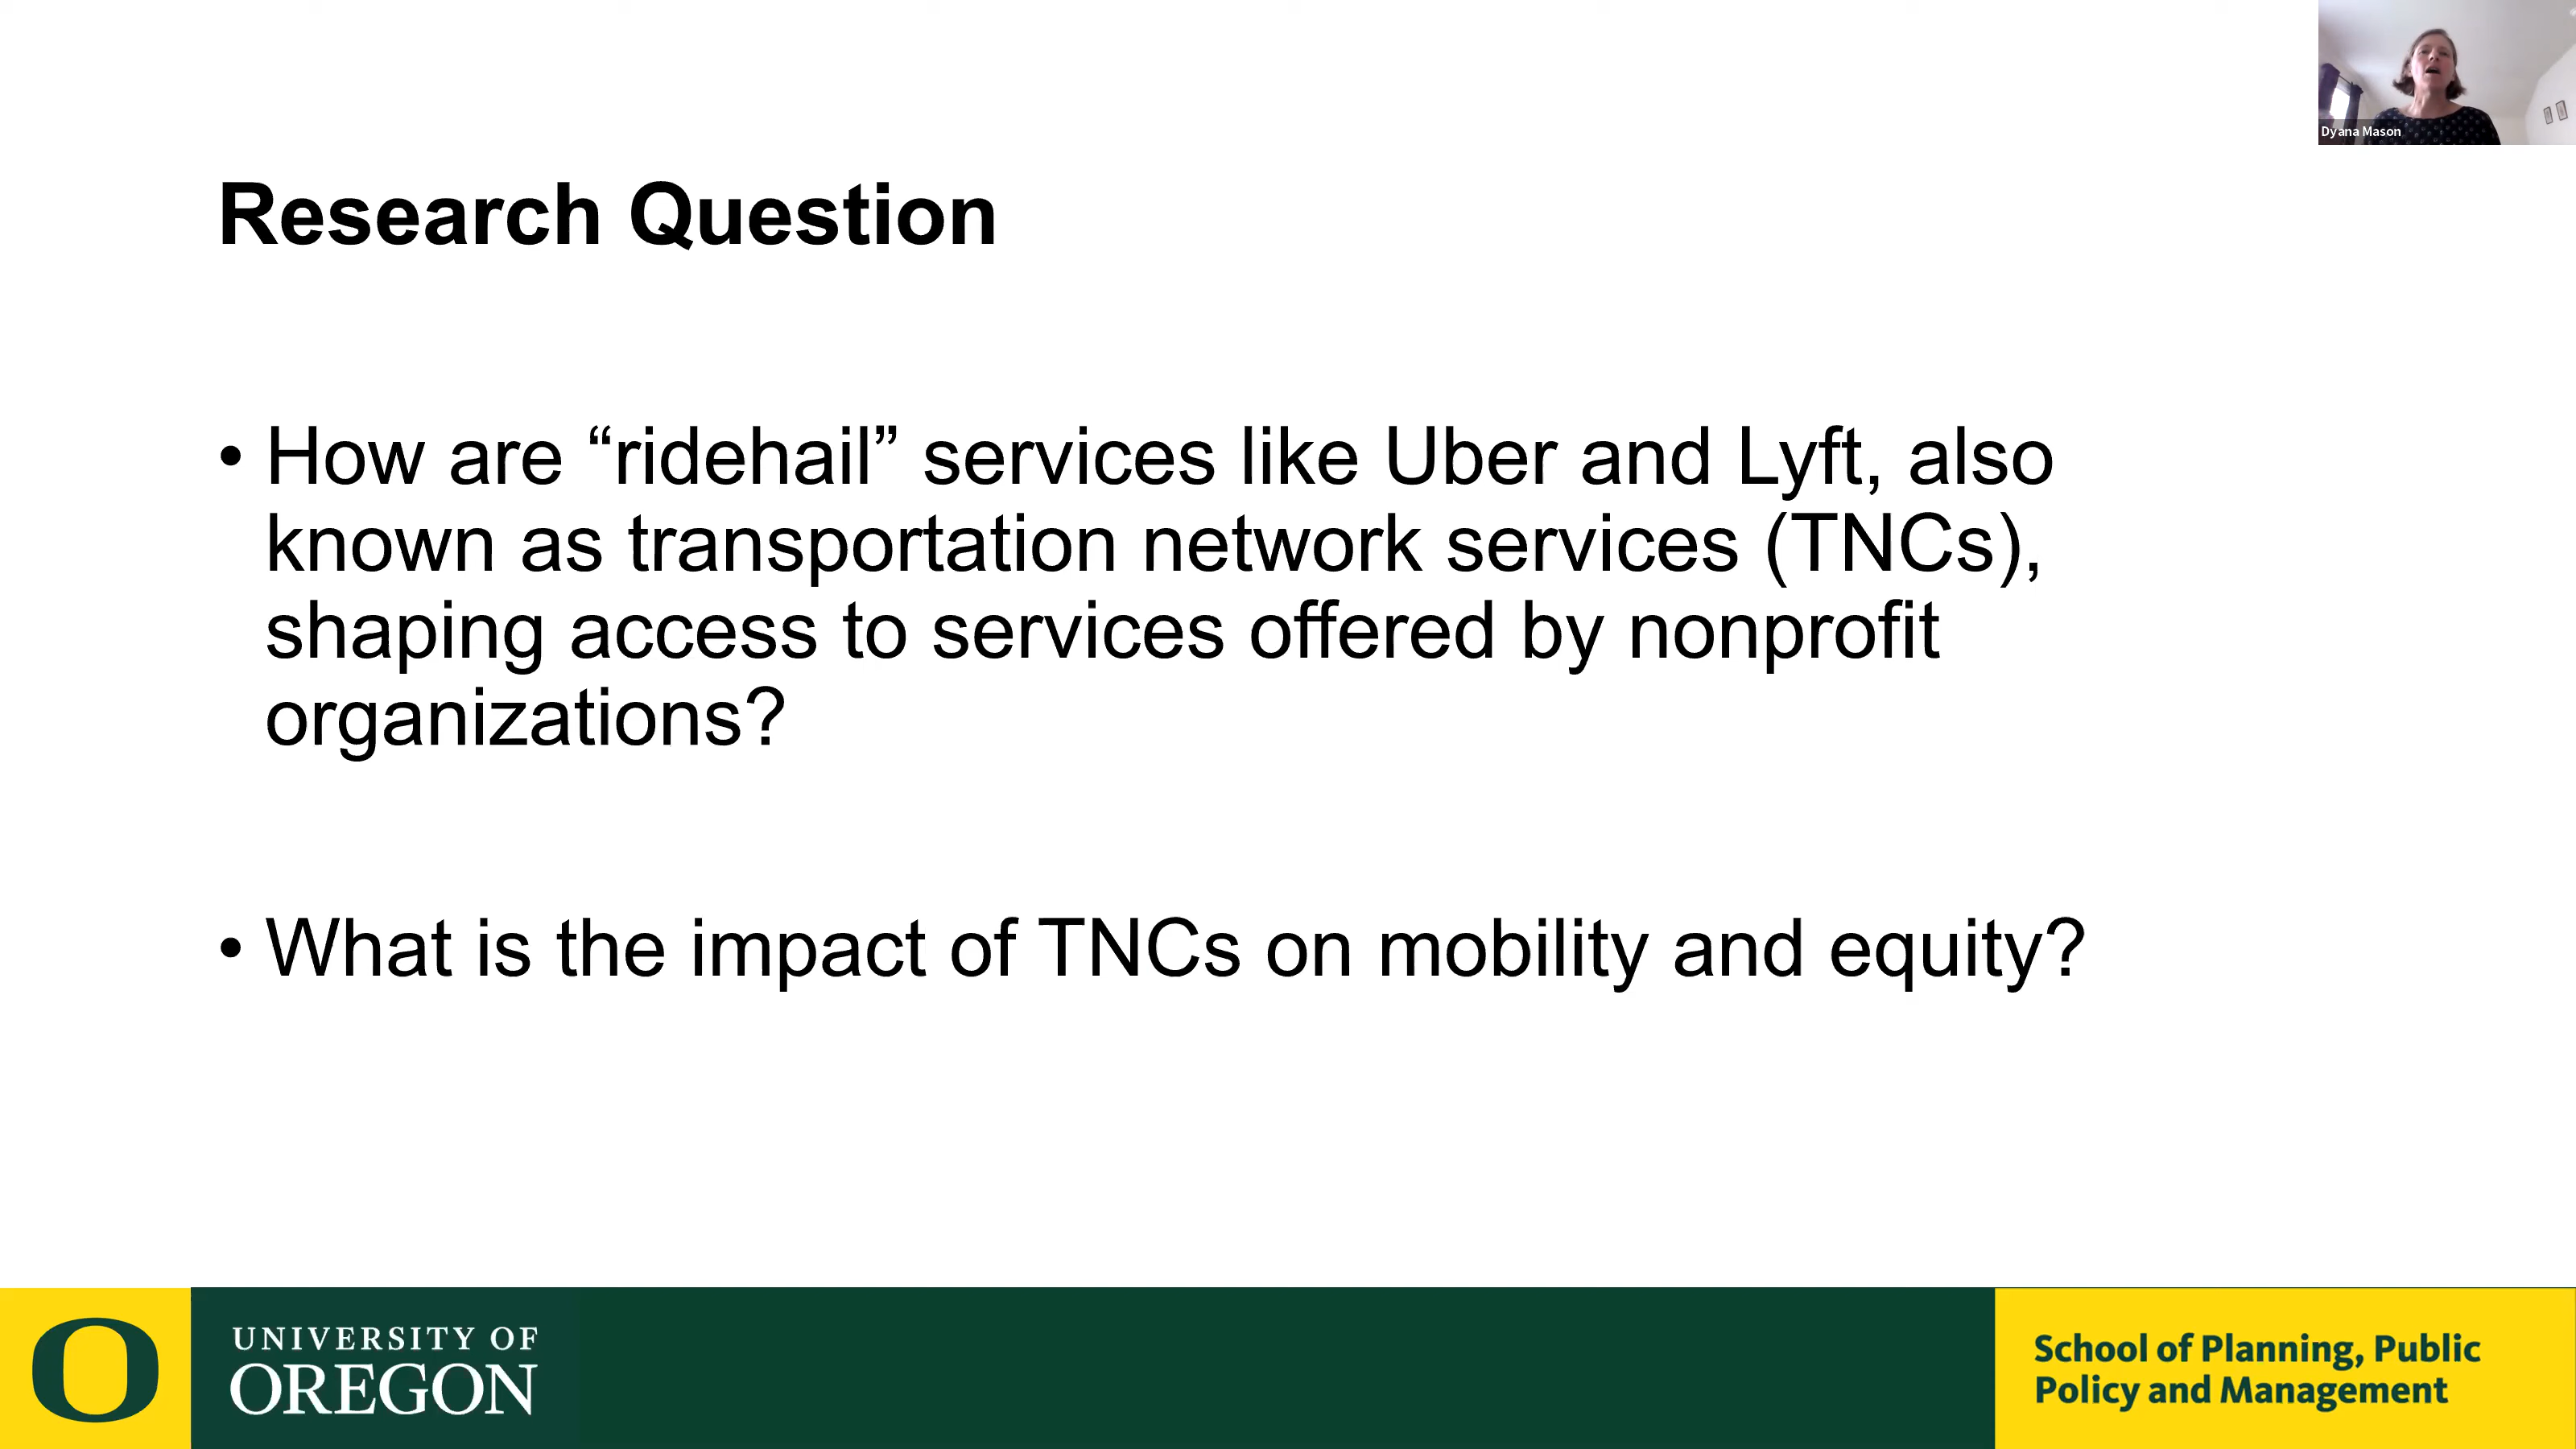 Dyana Mason
Research Question
• How are “ridehail” services like Uber and Lyft, also
known as transportation network services (TNCs),
shaping access to services offered by nonprofit
organizations?
• What is the impact of TNCs on mobility and equity?
O
UNIVERSITY OF
OREGON
School of Planning, Public
Policy and Management